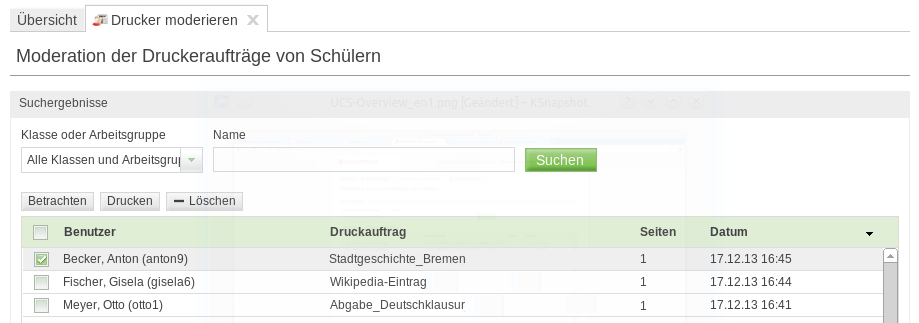 Übersicht Drucker moderieren
Moderation der Druckeraufträge von Schülern
UCS-Overview_en1.png [Geändert] – KSnapshot
Suchergebnisse
Klasse oder Arbeitsgruppe Name
Alle Klassen und Arbeitsgrup Suchen
Betrachten Drucken Löschen
Benutzer Druckauftrag Seiten Datum
Becker, Anton (anton9) Stadtgeschichte_Bremen 1 17.12.13 16:45
Fischer, Gisela (gisela6) Wikipedia-Eintrag 1 17.12.13 16:44
Meyer, Otto (otto1) Abgabe_Deutschklausur 1 17.12.13 16:41